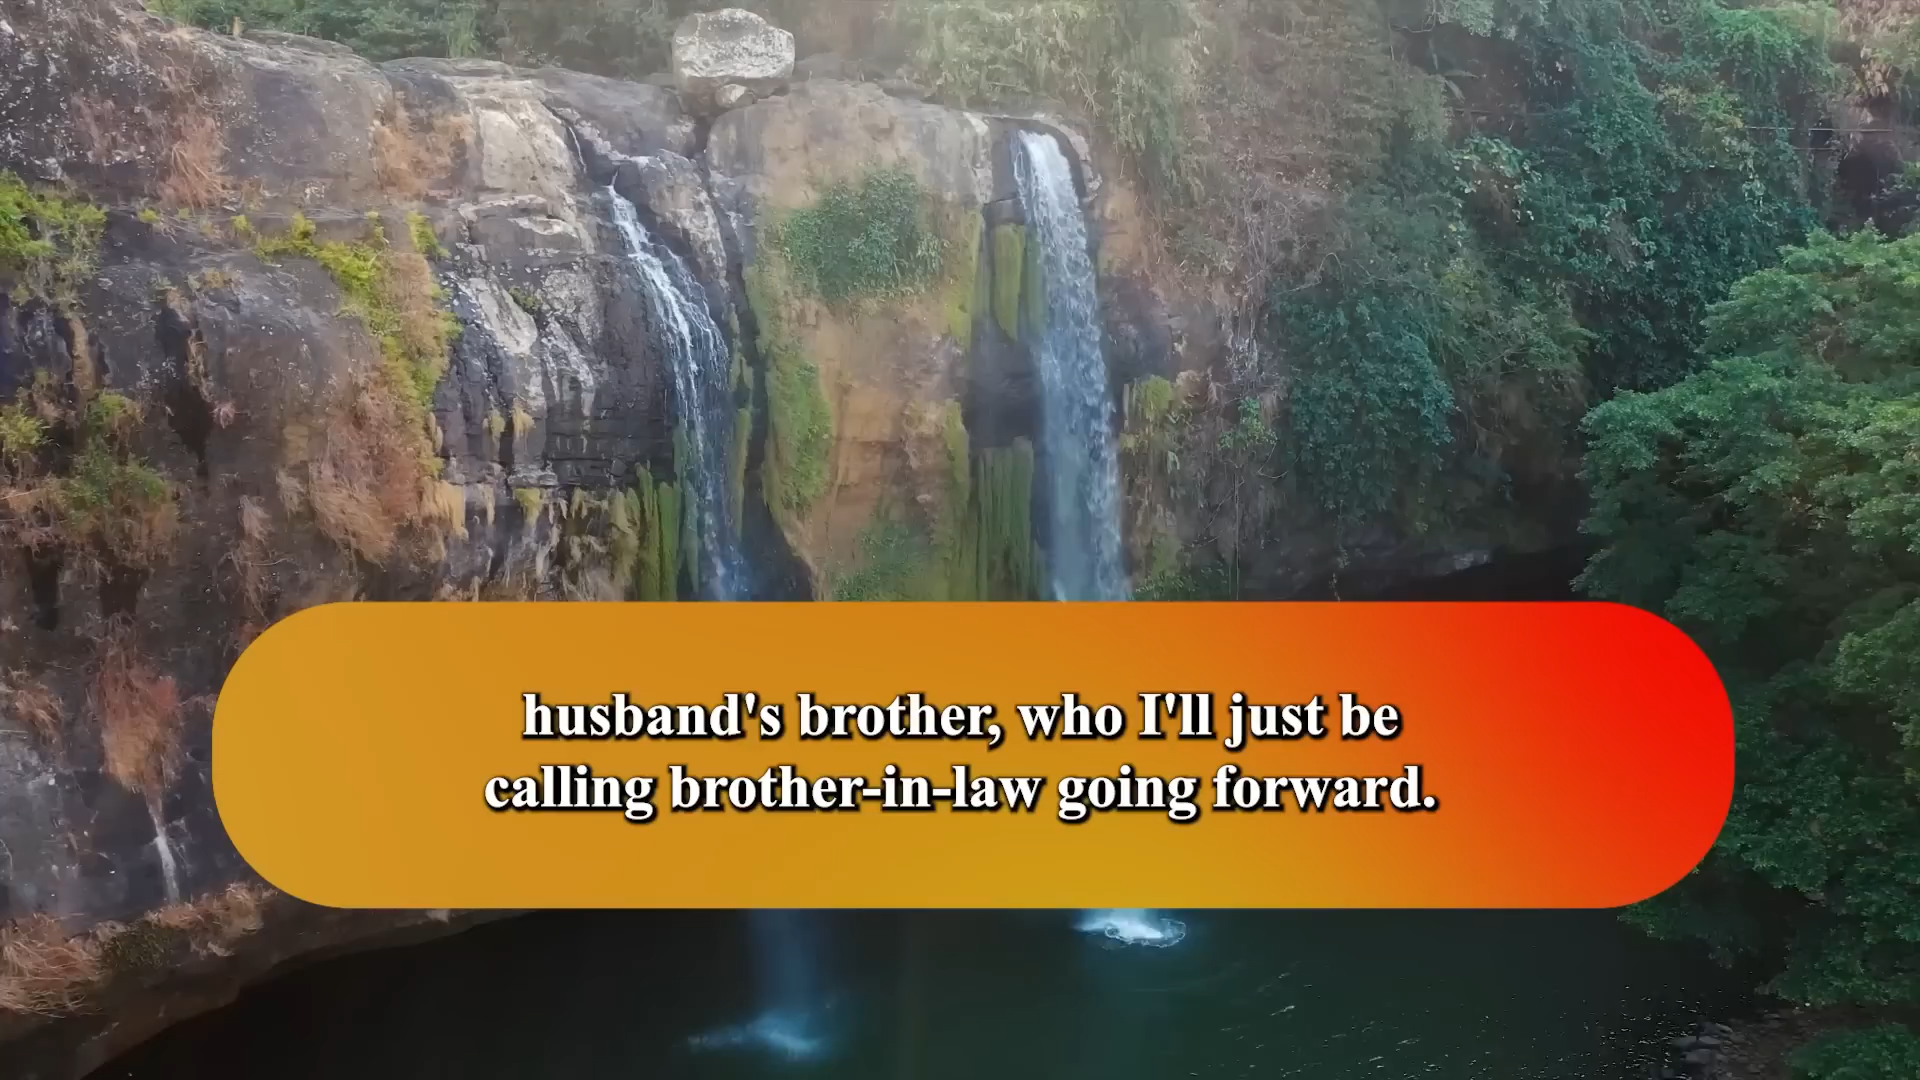 husband's brother, who I'll just be
calling brother-in-law going forward.